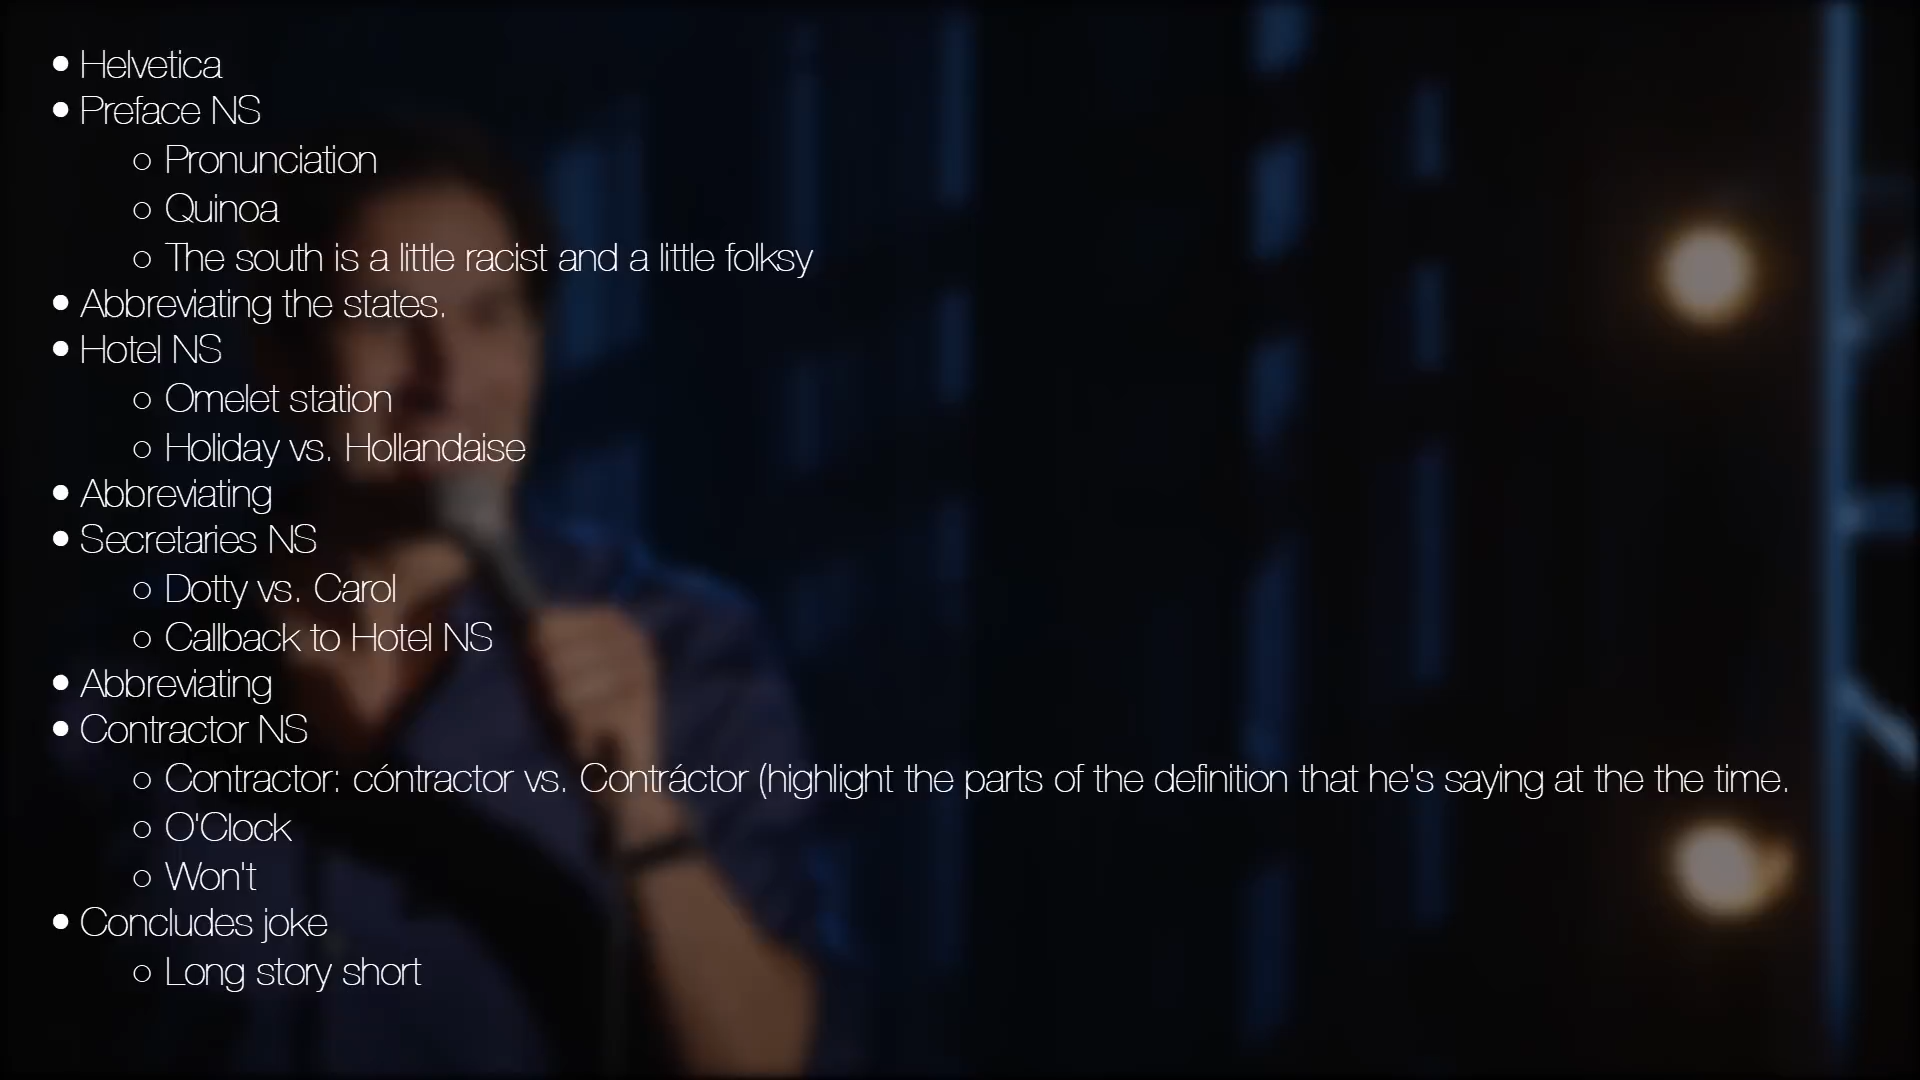 • Helvetica
• Preface NS
○ Pronunciation
○ Quinoa
○ The south is a little racist and a little folksy
• Abbreviating the states.
• Hotel NS
○ Omelet station
○ Holiday vs. Hollandaise
• Abbreviating
• Secretaries NS
○ Dotty vs. Carol
○ Callback to Hotel NS
• Abbreviating
• Contractor NS
○ Contractor: cóntractor vs. Contráctor (highlight the parts of the definition that he's saying at the the time.
○ O'Clock
○ Won't
• Concludes joke
○ Long story short